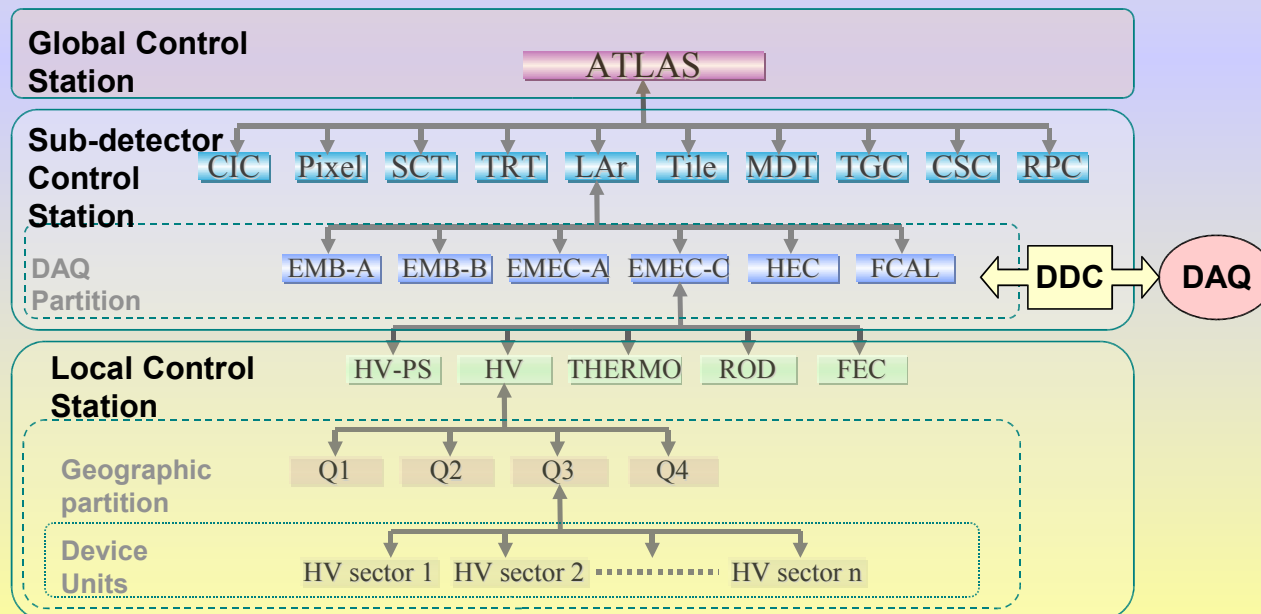 Global Control
Station
ATLAS
Sub-detector
Control
Station
CIC Pixel SCT TRT LAr Tile MDT TGC CSC RPC
DAQ
Partition
EMB-A EMB-B EMEC-A EMEC-C HEC FCAL
DDC DAQ
Local Control
Station
HV-PS HV THERMO ROD FEC
Geographic
partition
Q1 Q2 Q3 Q4
Device
Units
HV sector 1 HV sector 2 HV sector n